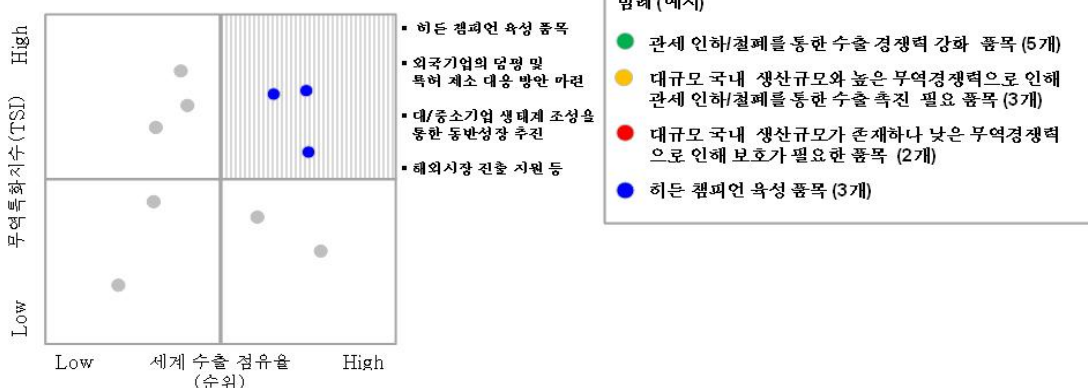 범례 (예시)
High
무역특화지수(TSI)
Low
▪ 히든 챔피언 육성 품목
▪ 외국기업의 덤핑 및
특허 제소 대응 방안 마련
▪ 대/중소기업 생태계 조성을
통한 동반성장 추진
▪ 해외시장 진출 지원 등
관세 인하/철폐를 통한 수출 경쟁력 강화 품목 (5개)
대규모 국내 생산규모와 높은 무역경쟁력으로 인해
관세 인하/철폐를 통한 수출 촉진 필요 품목 (3개)
대규모 국내 생산규모가 존재하나 낮은 무역경쟁력
으로 인해 보호가 필요한 품목 (2개)
히든 챔피언 육성 품목 (3개)
Low
세계 수출 점유율
(순위)
High